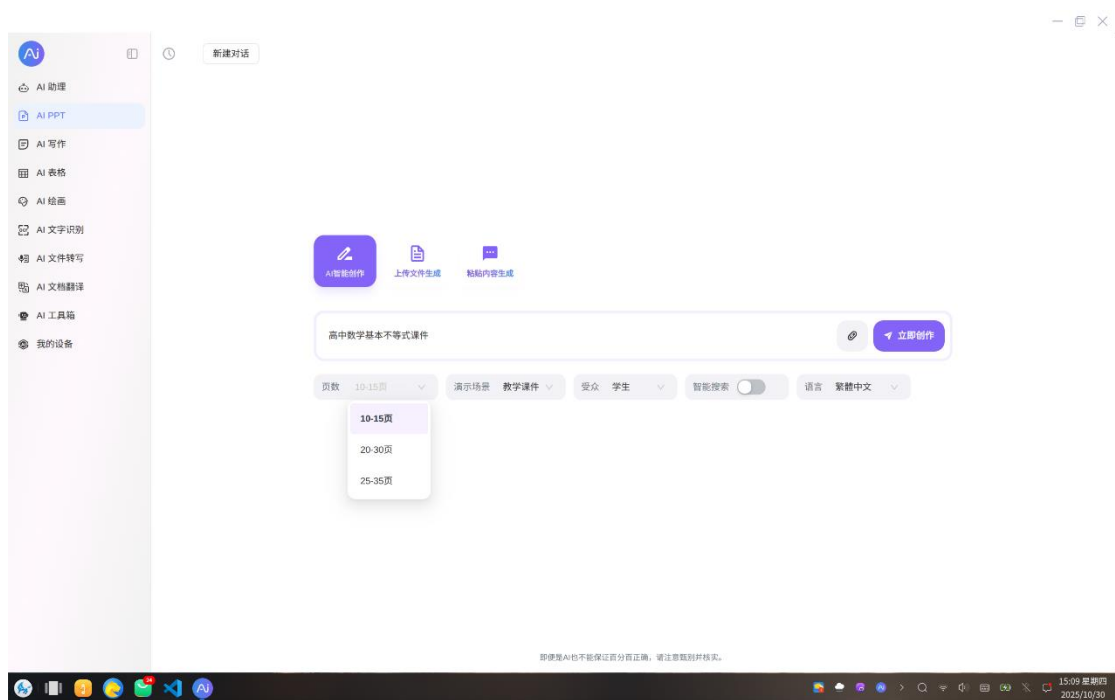 Ai
新建对话
AI 助理
AI PPT
AI 写作
AI 表格
AI 绘画
AI 文字识别
AI 文件转写
AI 文档翻译
AI 工具箱
我的设备
AI智能创作 上传文件生成 粘贴内容生成
高中数学基本不等式课件 立即创作
页数 10-15页 演示场景 教学课件 受众 学生 智能搜索 语言 繁體中文
10-15页
20-30页
25-35页
即便是AI也不能保证百分百正确，请注意甄别并核实。
15:09 星期四
2025/10/30